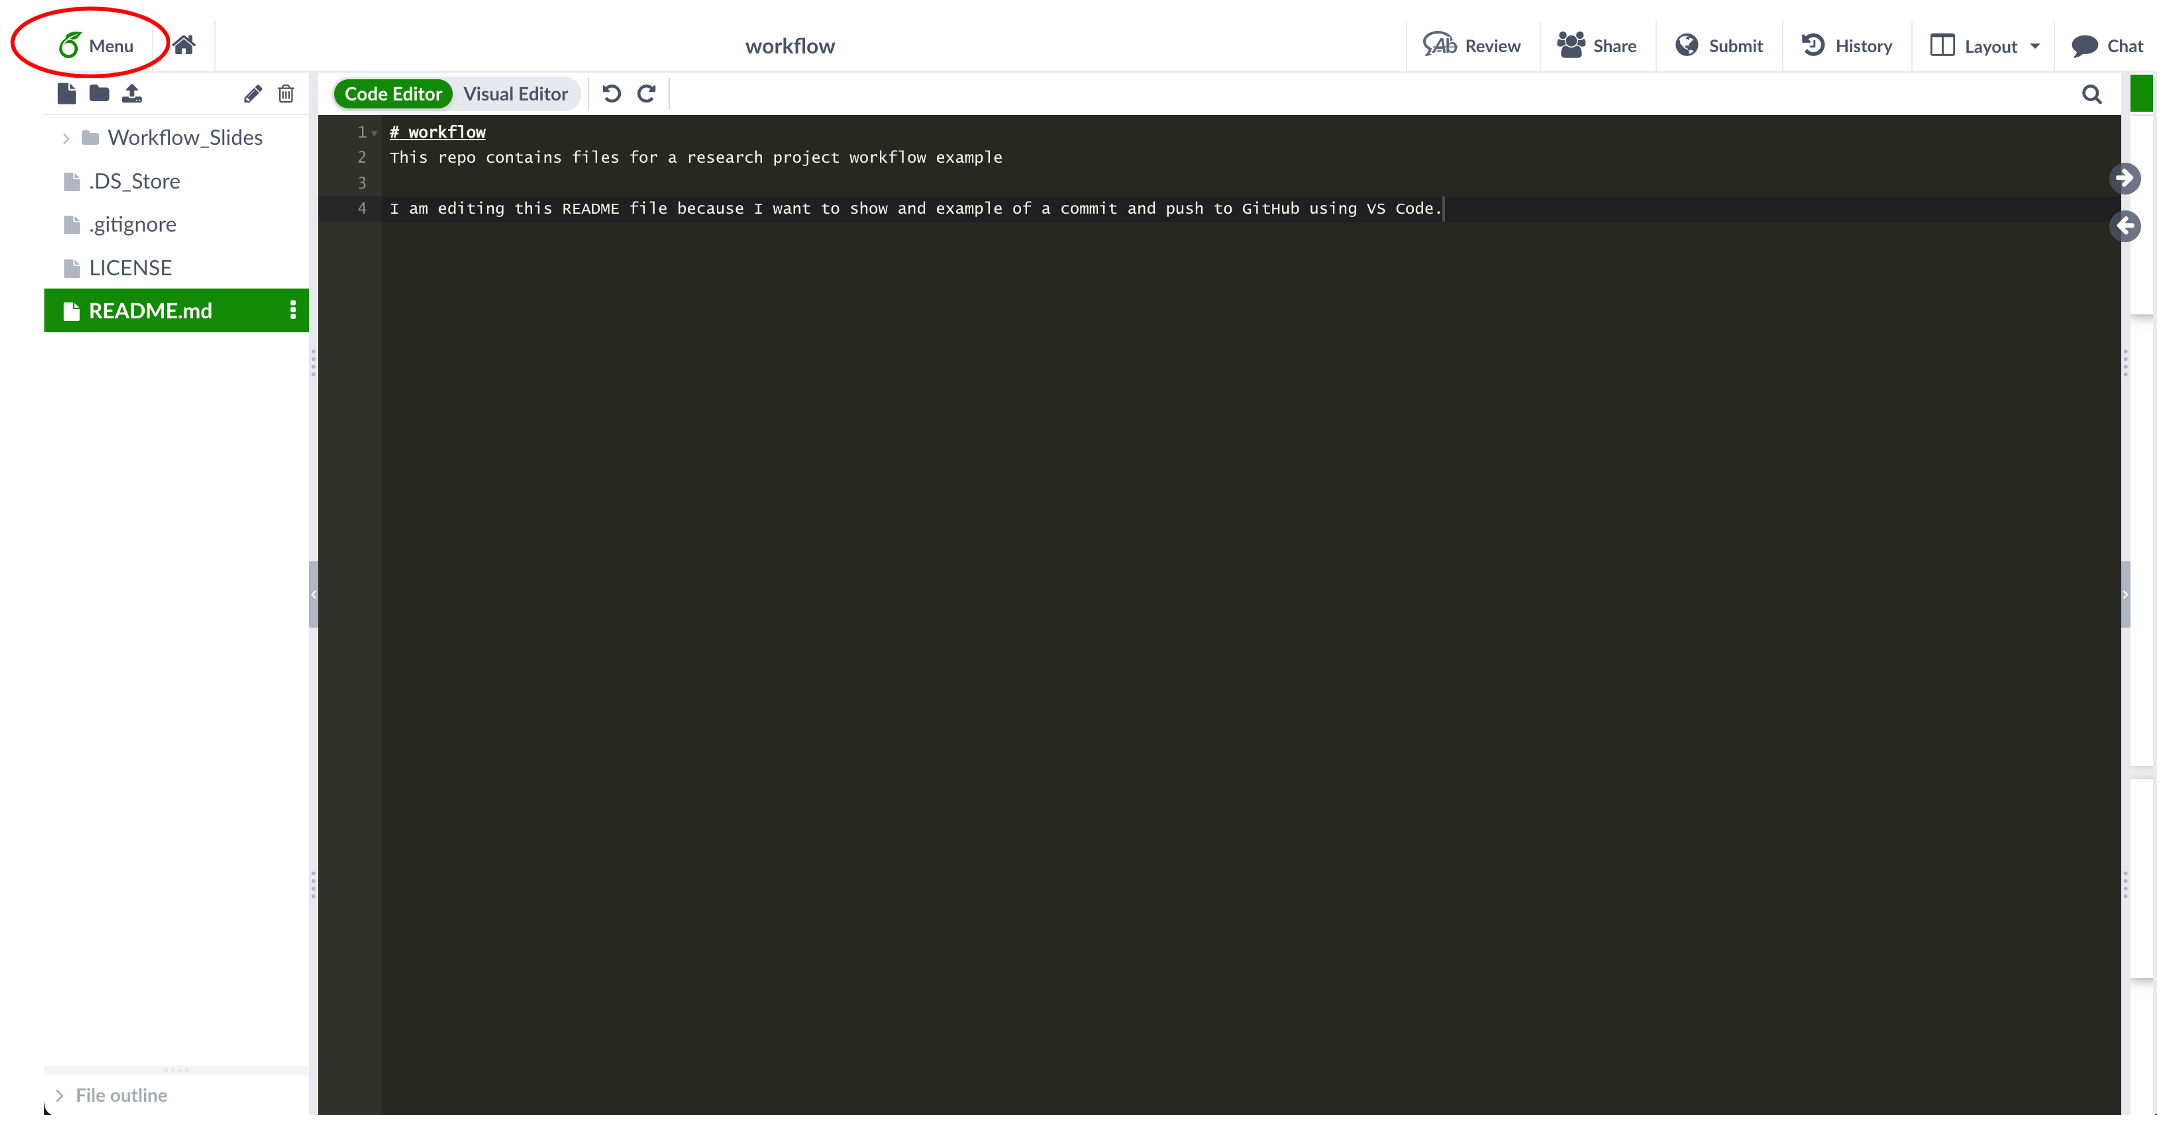 Menu
workflow
Review
Share
Submit
History
Layout
Chat
Code Editor
Visual Editor
Workflow_Slides
.DS_Store
.gitignore
LICENSE
README.md
1 # workflow
2 This repo contains files for a research project workflow example
3
4 I am editing this README file because I want to show and example of a commit and push to GitHub using VS Code.
File outline